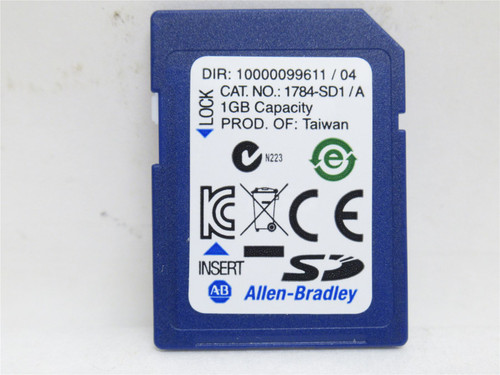 DIR: 10000099611 / 04
CAT. NO.: 1784-SD1 / A
1GB Capacity
PROD. OF: Taiwan
LOCK
N223
e
KC
CE
INSERT
SD
AB
Allen-Bradley